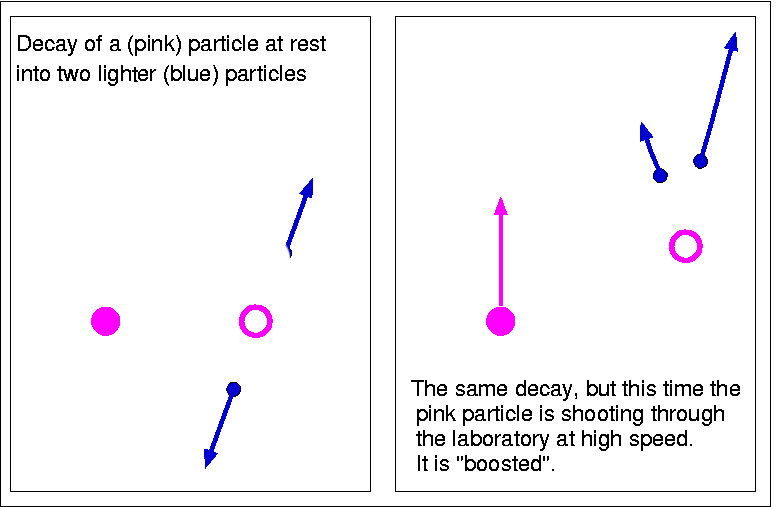 Decay of a (pink) particle at rest
into two lighter (blue) particles
The same decay, but this time the
pink particle is shooting through
the laboratory at high speed.
It is "boosted".